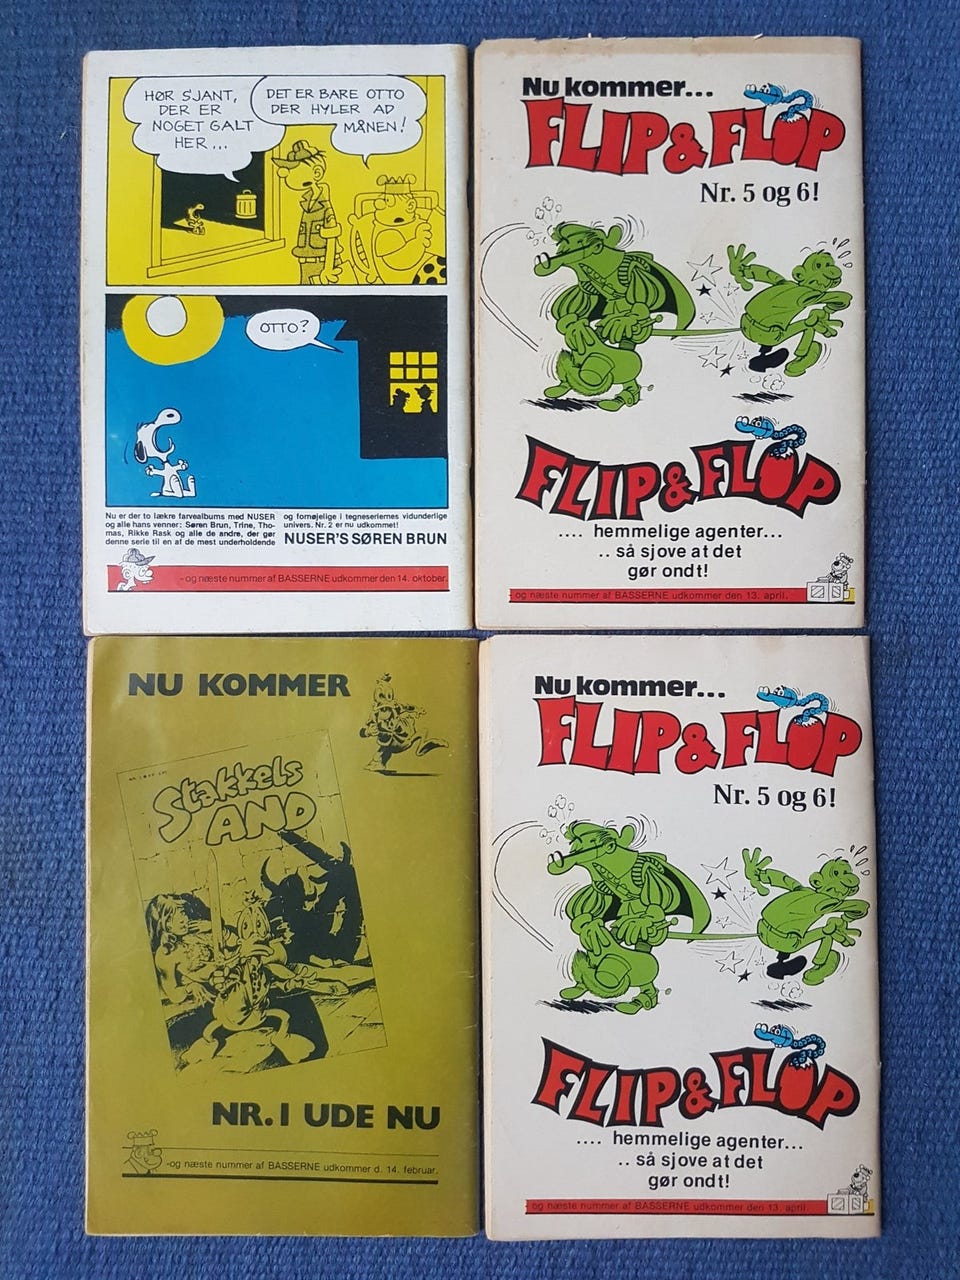 HØR S'JANT,
DER ER
NOGET GALT
HER...
DET ER BARE OTTO
DER HYLER AD
MÅNEN!
OTTO?
Nu er der to lækre farvealbums med NUSER
og alle hans venner: Søren Brun, Trine, Tho-
mas, Rikke Rask og alle de andre, der gør
denne serie til en af de mest underholdende
og fornøjelige i tegneseriernes vidunderlige
univers. Nr. 2 er nu udkommet!
NUSER'S SØREN BRUN
-og næste nummer af BASSERNE udkommer den 14. oktober.
Nu kommer...
FLIP & FLOP
Nr. 5 og 6!
FLIP & FLOP
.... hemmelige agenter...
.. så sjove at det
gør ondt!
og næste nummer af BASSERNE udkommer den 13. april.
NU KOMMER
Stakkels
AND
NR. 1 UDE NU
-og næste nummer af BASSERNE udkommer d. 14. februar.
Nu kommer...
FLIP & FLOP
Nr. 5 og 6!
FLIP & FLOP
.... hemmelige agenter...
.. så sjove at det
gør ondt!
og næste nummer af BASSERNE udkommer den 13. april.